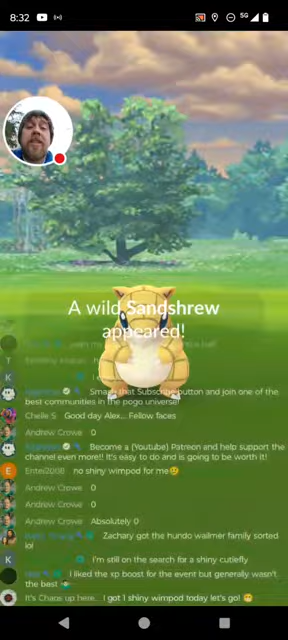 8:32
5G
A wild Sandshrew
appeared!
T
K
Smash that Subscribe button and join one of the
best communities in the pogo universe!
Chelle S Good day Alex... Fellow faces
Andrew Crowe 0
Become a (Youtube) Patreon and help support the
channel even more!! It's easy to do and is going to be worth it!
E Entei2008 no shiny wimpod for me🥲
Andrew Crowe 0
Andrew Crowe 0
Andrew Crowe Absolutely 0
Zachary got the hundo wailmer family sorted
lol
K I'm still on the search for a shiny cutiefly
I liked the xp boost for the event but generally wasn't
the best
It's Chaos up here... I got 1 shiny wimpod today let's go! 😁